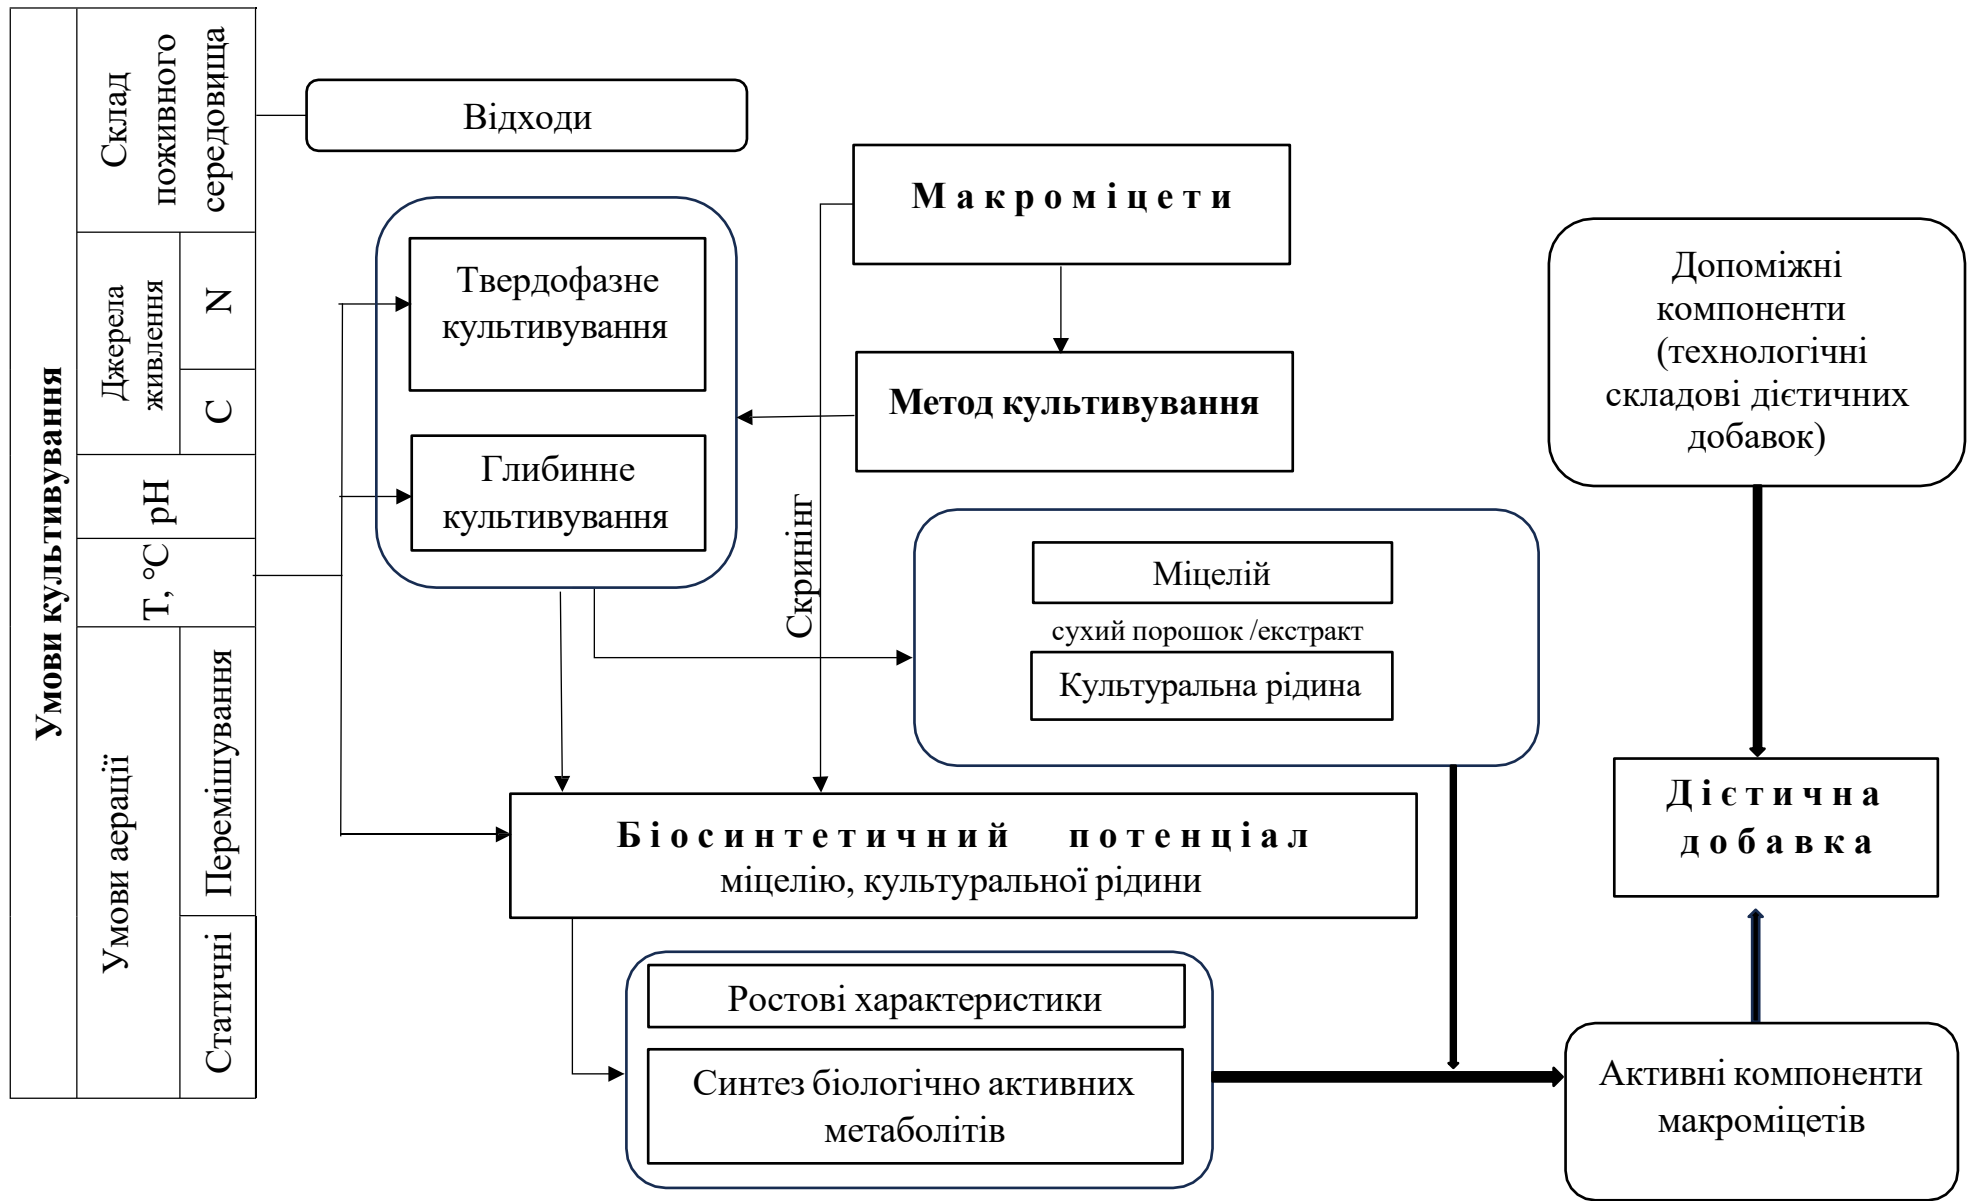 Умови культивування
Склад
поживного
середовища
Джерела
живлення
N
C
pH
T, °C
Умови аерації
Перемішування
Статичні
Відходи
Макроміцети
Твердофазне
культивування
Глибинне
культивування
Метод культивування
Скринінг
Допоміжні
компоненти
(технологічні
складові дієтичних
добавок)
Міцелій
сухий порошок /екстракт
Культуральна рідина
Біосинтетичний потенціал
міцелію, культуральної рідини
Дієтична
добавка
Ростові характеристики
Синтез біологічно активних
метаболітів
Активні компоненти
макроміцетів